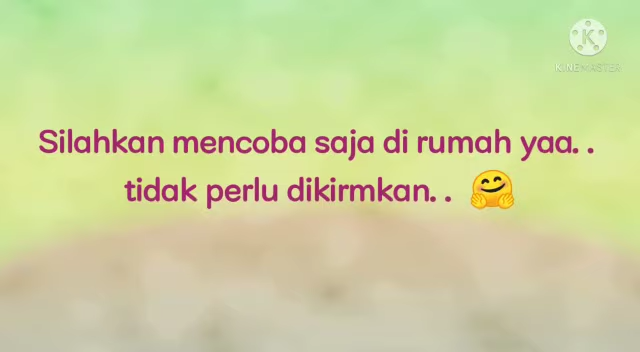 KINEMASTER
Silahkan mencoba saja di rumah yaa. .
tidak perlu dikirmkan. . 🤗